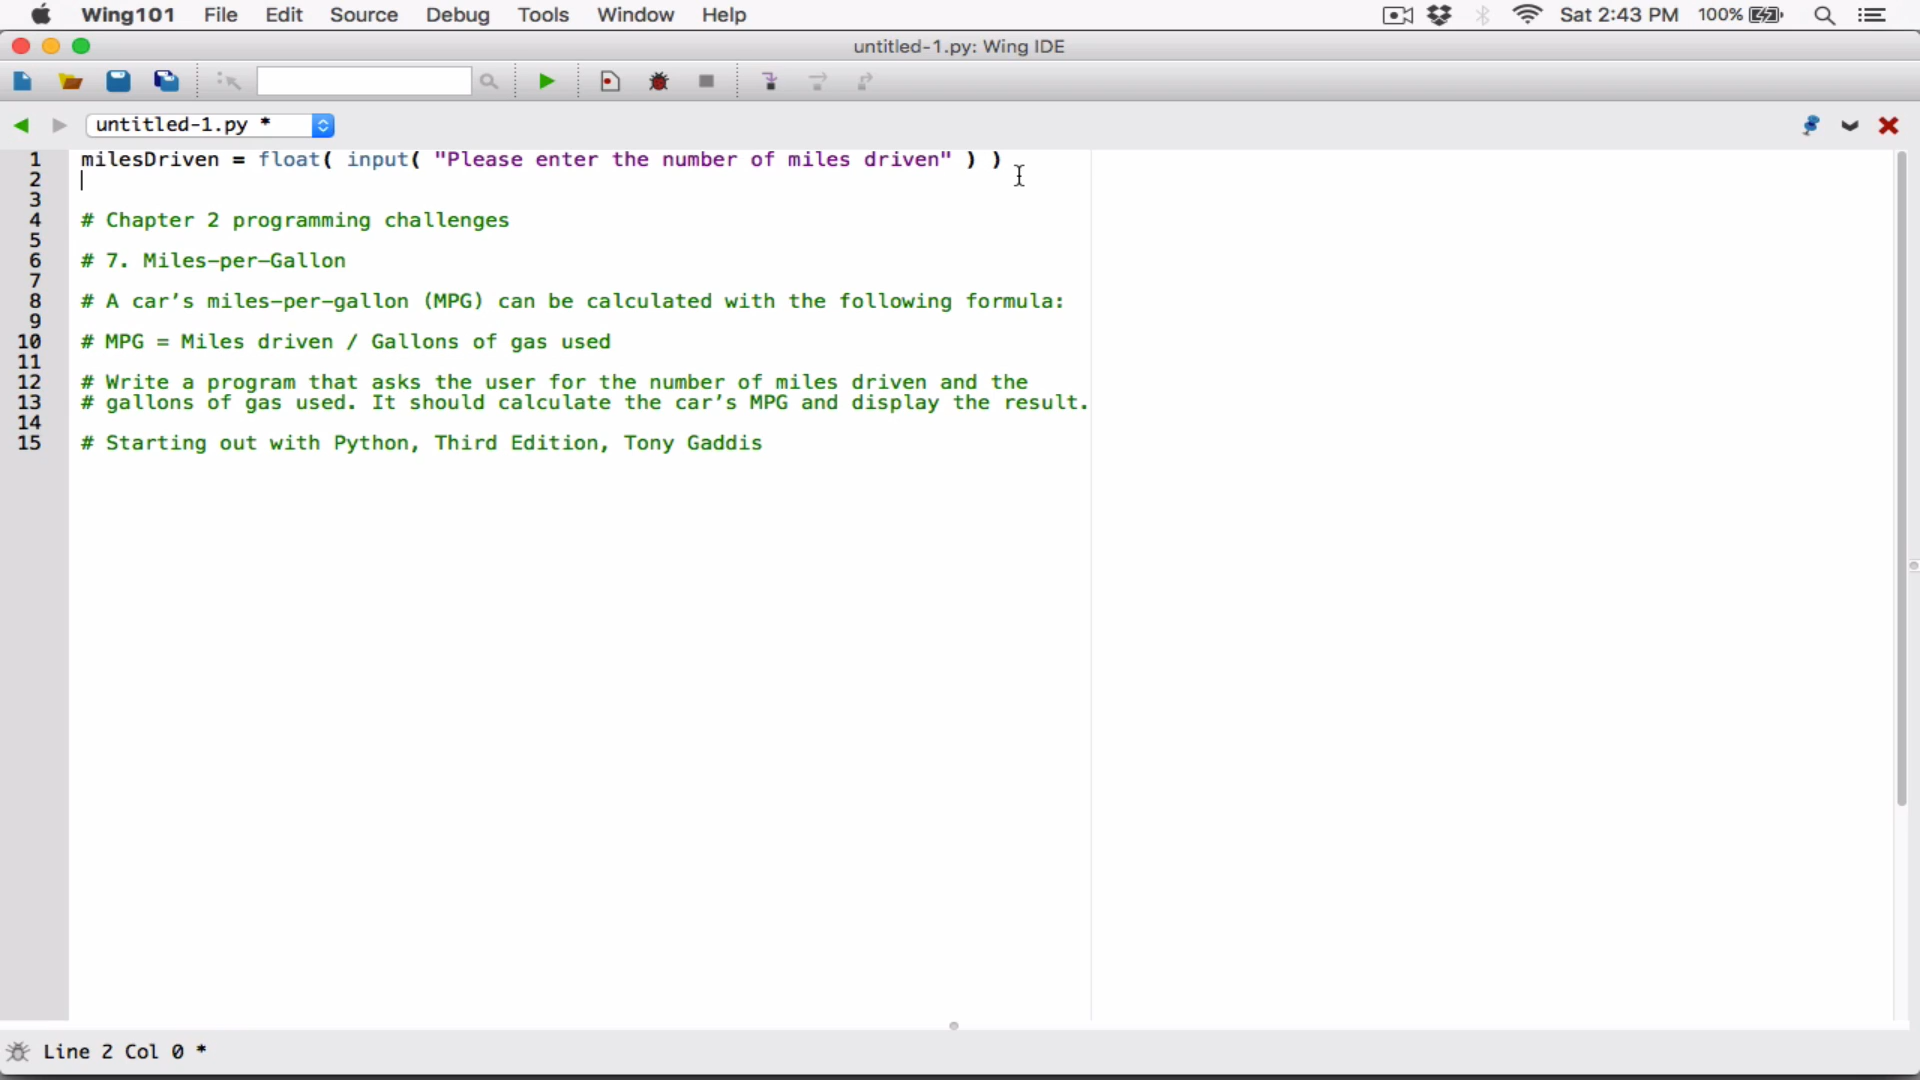 Wing101 File Edit Source Debug Tools Window Help Sat 2:43 PM 100%
untitled-1.py: Wing IDE
untitled-1.py *
1 milesDriven = float( input( "Please enter the number of miles driven" ) )
2
3
4 # Chapter 2 programming challenges
5
6 # 7. Miles-per-Gallon
7
8 # A car’s miles-per-gallon (MPG) can be calculated with the following formula:
9
10 # MPG = Miles driven / Gallons of gas used
11
12 # Write a program that asks the user for the number of miles driven and the
13 # gallons of gas used. It should calculate the car’s MPG and display the result.
14
15 # Starting out with Python, Third Edition, Tony Gaddis
Line 2 Col 0 *